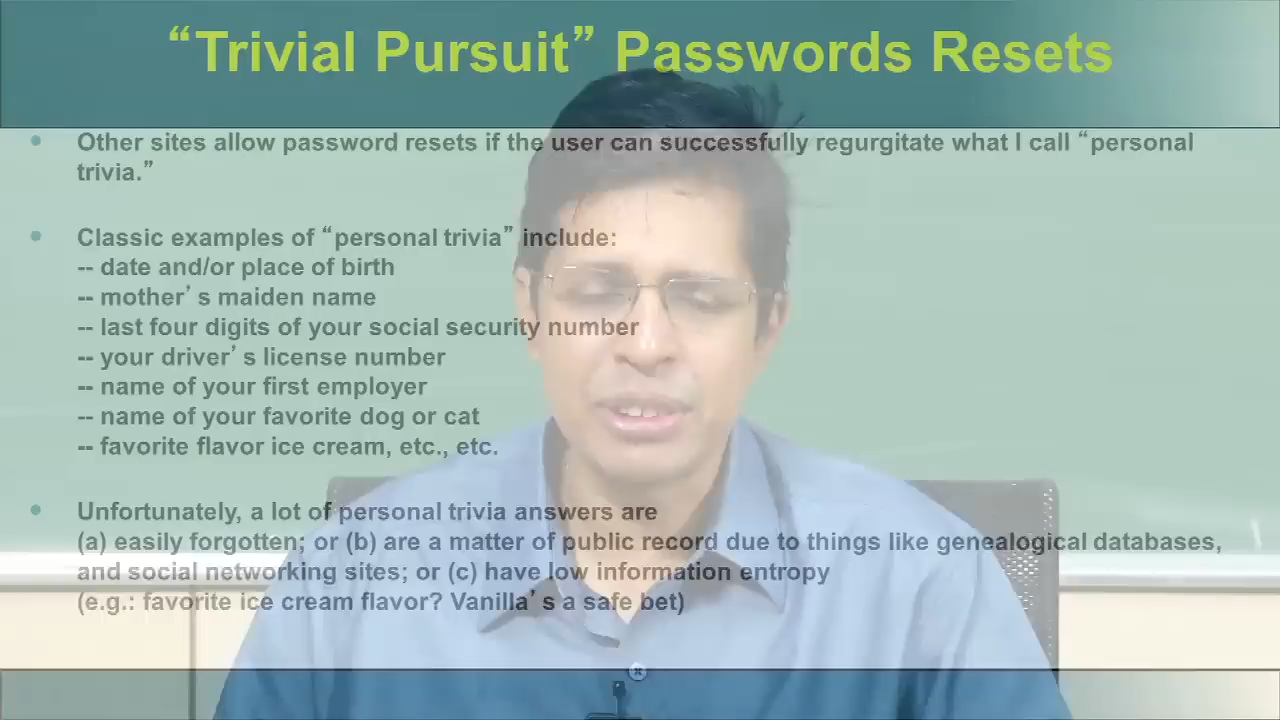 “Trivial Pursuit” Passwords Resets
• Other sites allow password resets if the user can successfully regurgitate what I call “personal
trivia.”
• Classic examples of “personal trivia” include:
-- date and/or place of birth
-- mother’s maiden name
-- last four digits of your social security number
-- your driver’s license number
-- name of your first employer
-- name of your favorite dog or cat
-- favorite flavor ice cream, etc., etc.
• Unfortunately, a lot of personal trivia answers are
(a) easily forgotten; or (b) are a matter of public record due to things like genealogical databases,
and social networking sites; or (c) have low information entropy
(e.g.: favorite ice cream flavor? Vanilla’s a safe bet)